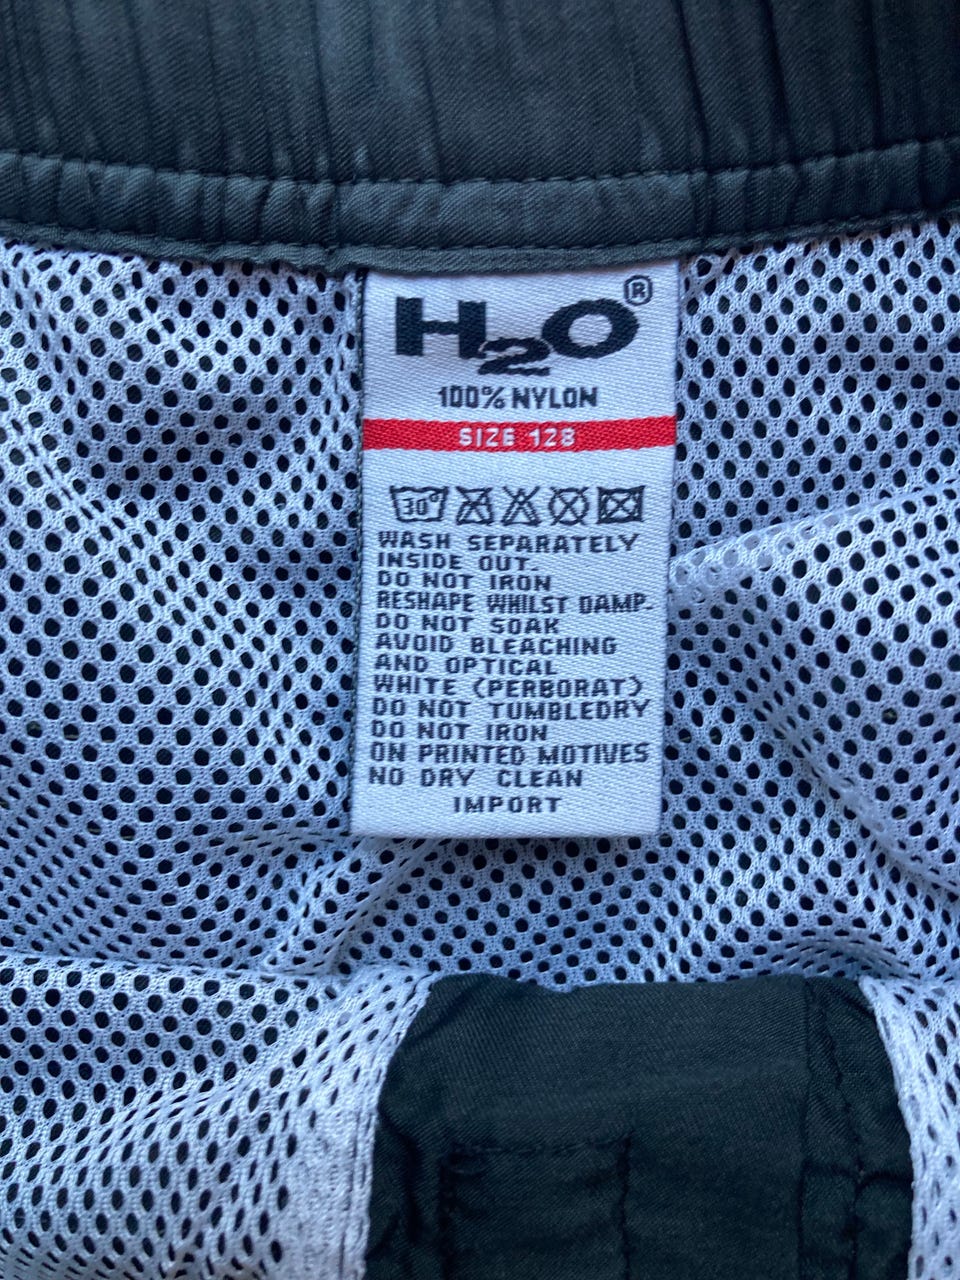 H2O®
100% NYLON
SIZE 128
30°
WASH SEPARATELY
INSIDE OUT.
DO NOT IRON
RESHAPE WHILST DAMP.
DO NOT SOAK
AVOID BLEACHING
AND OPTICAL
WHITE (PERBORAT)
DO NOT TUMBLEDRY
DO NOT IRON
ON PRINTED MOTIVES
NO DRY CLEAN
IMPORT